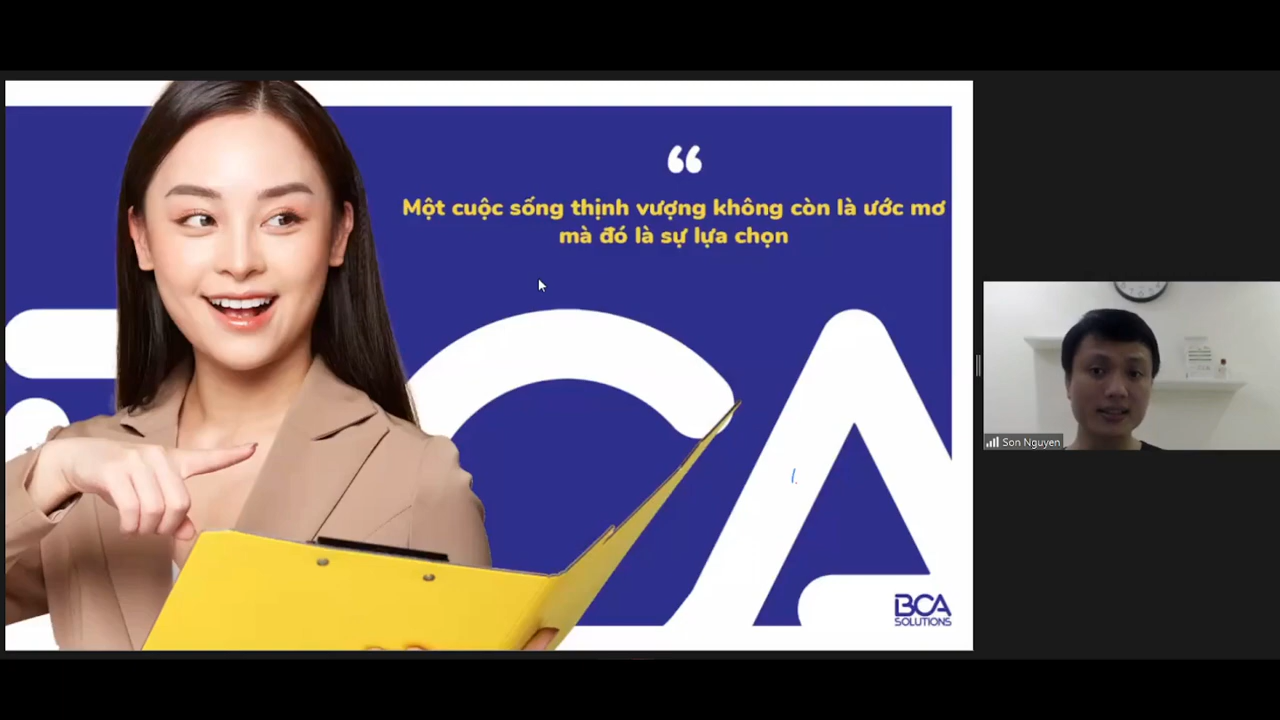 “
Một cuộc sống thịnh vượng không còn là ước mơ
mà đó là sự lựa chọn
CA
BCA
SOLUTIONS
Son Nguyen